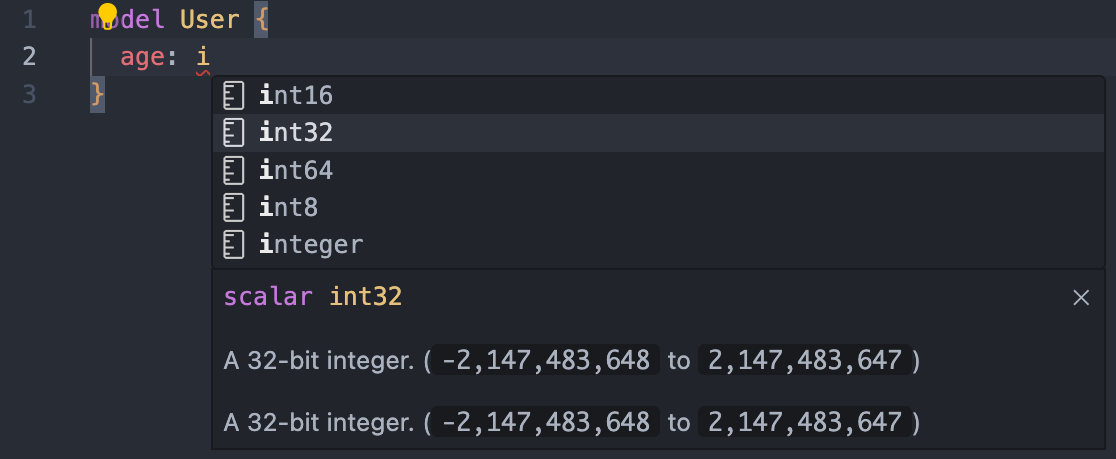 1 model User {
2 age: i
3 }
int16
int32
int64
int8
integer
scalar int32
A 32-bit integer. ( -2,147,483,648 to 2,147,483,647 )
A 32-bit integer. ( -2,147,483,648 to 2,147,483,647 )